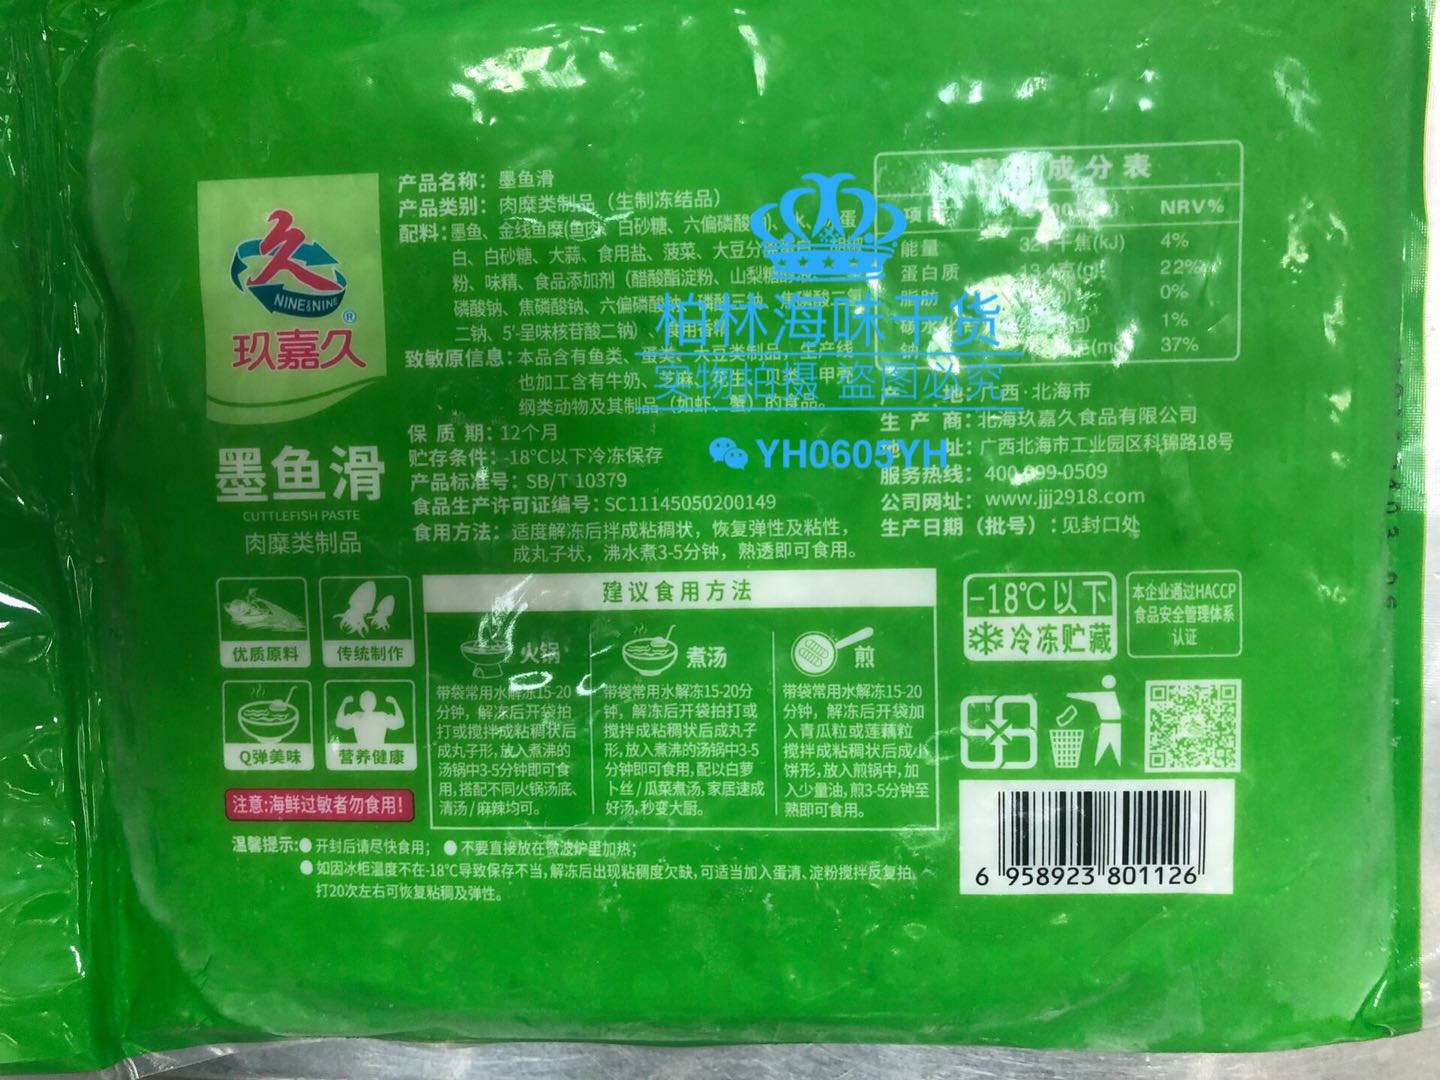 久
NINE&NINE
®
玖嘉久
墨鱼滑
CUTTLEFISH PASTE
肉糜类制品
优质原料
传统制作
Q弹美味
营养健康
注意:海鲜过敏者勿食用!
产品名称：墨鱼滑
产品类别：肉糜类制品（生制冻结品）
配料：墨鱼、金线鱼糜(鱼肉、白砂糖、六偏磷酸 水、 蛋
白、白砂糖、大蒜、食用盐、菠菜、大豆分
粉、味精、食品添加剂（醋酸酯淀粉、山梨糖
磷酸钠、焦磷酸钠、六偏磷酸
二钠、5'-呈味核苷酸二钠）、食用香
致敏原信息：本品含有鱼类、蛋类、大豆类制品，生产线
也加工含有牛奶、芝麻、花生 甲壳
纲类动物及其制品（如虾、蟹）的食品。
保 质 期：12个月
贮存条件：-18℃以下冷冻保存
产品标准号：SB/T 10379
食品生产许可证编号：SC11145050200149
食用方法：适度解冻后拌成粘稠状，恢复弹性及粘性，
成丸子状，沸水煮3-5分钟，熟透即可食用。
成分表
项 NRV%
能量 千焦(kJ) 4%
蛋白质 13.4克(g) 22%
脂肪 0%
1%
钠 37%
产 地：广西·北海市
生 产 商：北海玖嘉久食品有限公司
地 址：广西北海市工业园区科锦路18号
服务热线：400-899-0509
公司网址：www.jjj2918.com
生产日期（批号）：见封口处
柏林海味干货
实物拍摄 盗图必究
YH0605YH
建议食用方法
火锅
带袋常用水解冻15-20
分钟，解冻后开袋拍
打或搅拌成粘稠状后
成丸子形,放入煮沸的
汤锅中3-5分钟即可食
用,搭配不同火锅汤底、
清汤/麻辣均可。
煮汤
带袋常用水解冻15-20分
钟，解冻后开袋拍打或
搅拌成粘稠状后成丸子
形,放入煮沸的汤锅中3-5
分钟即可食用,配以白萝
卜丝/瓜菜煮汤,家居速成
好汤,秒变大厨。
煎
带袋常用水解冻15-20
分钟，解冻后开袋加
入青瓜粒或莲藕粒
搅拌成粘稠状后成小
饼形,放入煎锅中,加
入少量油,煎3-5分钟至
熟即可食用。
-18℃以下
冷冻贮藏
本企业通过HACCP
食品安全管理体系
认证
6 958923 801126
温馨提示:●开封后请尽快食用； ●不要直接放在微波炉里加热；
●如因冰柜温度不在-18℃导致保存不当,解冻后出现粘稠度欠缺,可适当加入蛋清、淀粉搅拌反复拍
打20次左右可恢复粘稠及弹性。